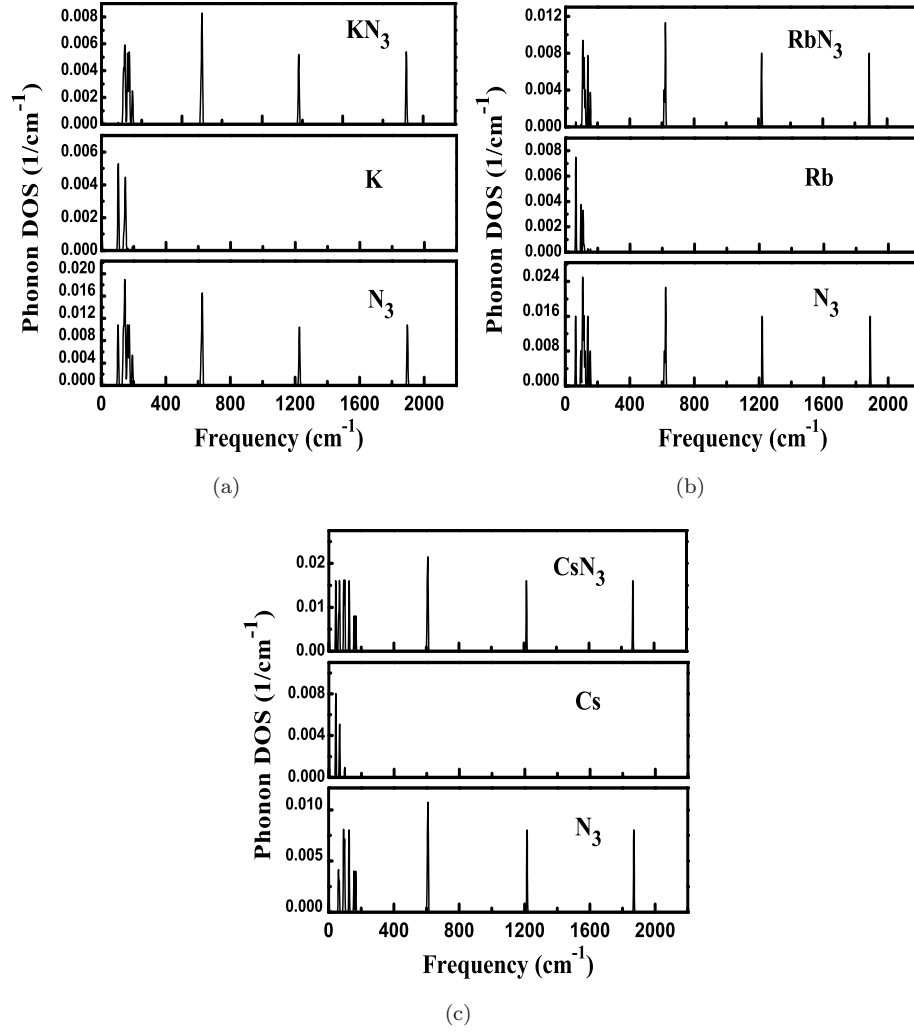 0.008
0.006
0.004
0.002
0.000
KN3
0.006
0.004
0.002
0.000
K
0.020
0.016
0.012
0.008
0.004
0.000
N3
0 400 800 1200 1600 2000
Phonon DOS (1/cm-1)
Frequency (cm-1)
(a)
0.012
0.008
0.004
0.000
RbN3
0.008
0.006
0.004
0.002
0.000
Rb
0.024
0.016
0.008
0.000
N3
0 400 800 1200 1600 2000
Phonon DOS (1/cm-1)
Frequency (cm-1)
(b)
0.02
0.01
0.00
CsN3
0.008
0.004
0.000
Cs
0.010
0.005
0.000
N3
0 400 800 1200 1600 2000
Phonon DOS (1/cm-1)
Frequency (cm-1)
(c)